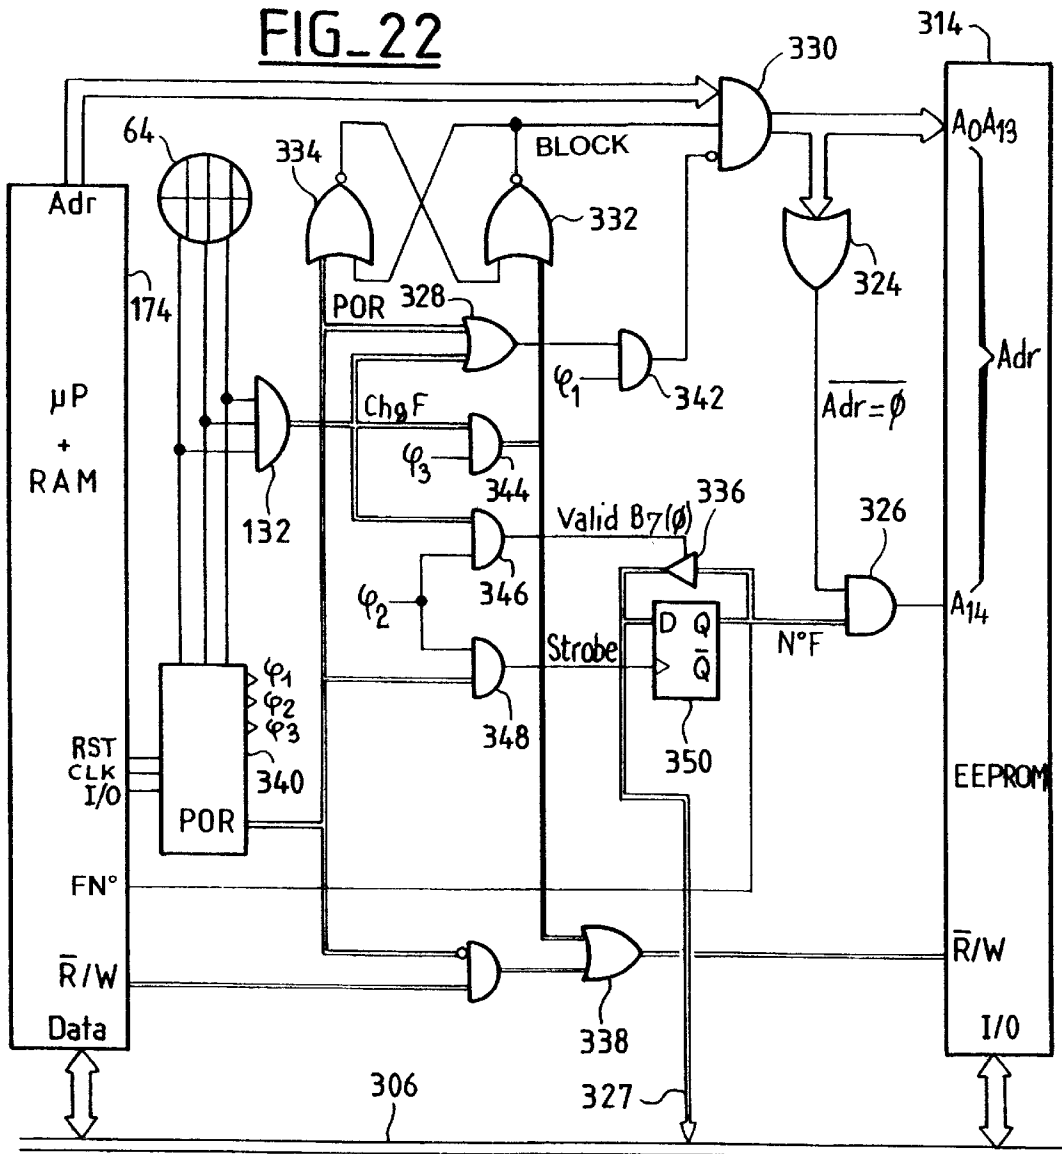 FIG_22
330
314
64
334
BLOCK
A0A13
Adr
332
324
174
POR
328
Adr
μP
+
RAM
φ1
342
Adr=φ
ChgF
φ3
344
336
132
Valid B7(φ)
326
346
φ2
D Q
A14
N°F
Strobe
Q
φ1
φ2
φ3
348
350
RST
CLK
I/O
340
EEPROM
POR
FN°
R/W
R/W
Data
338
I/O
327
306